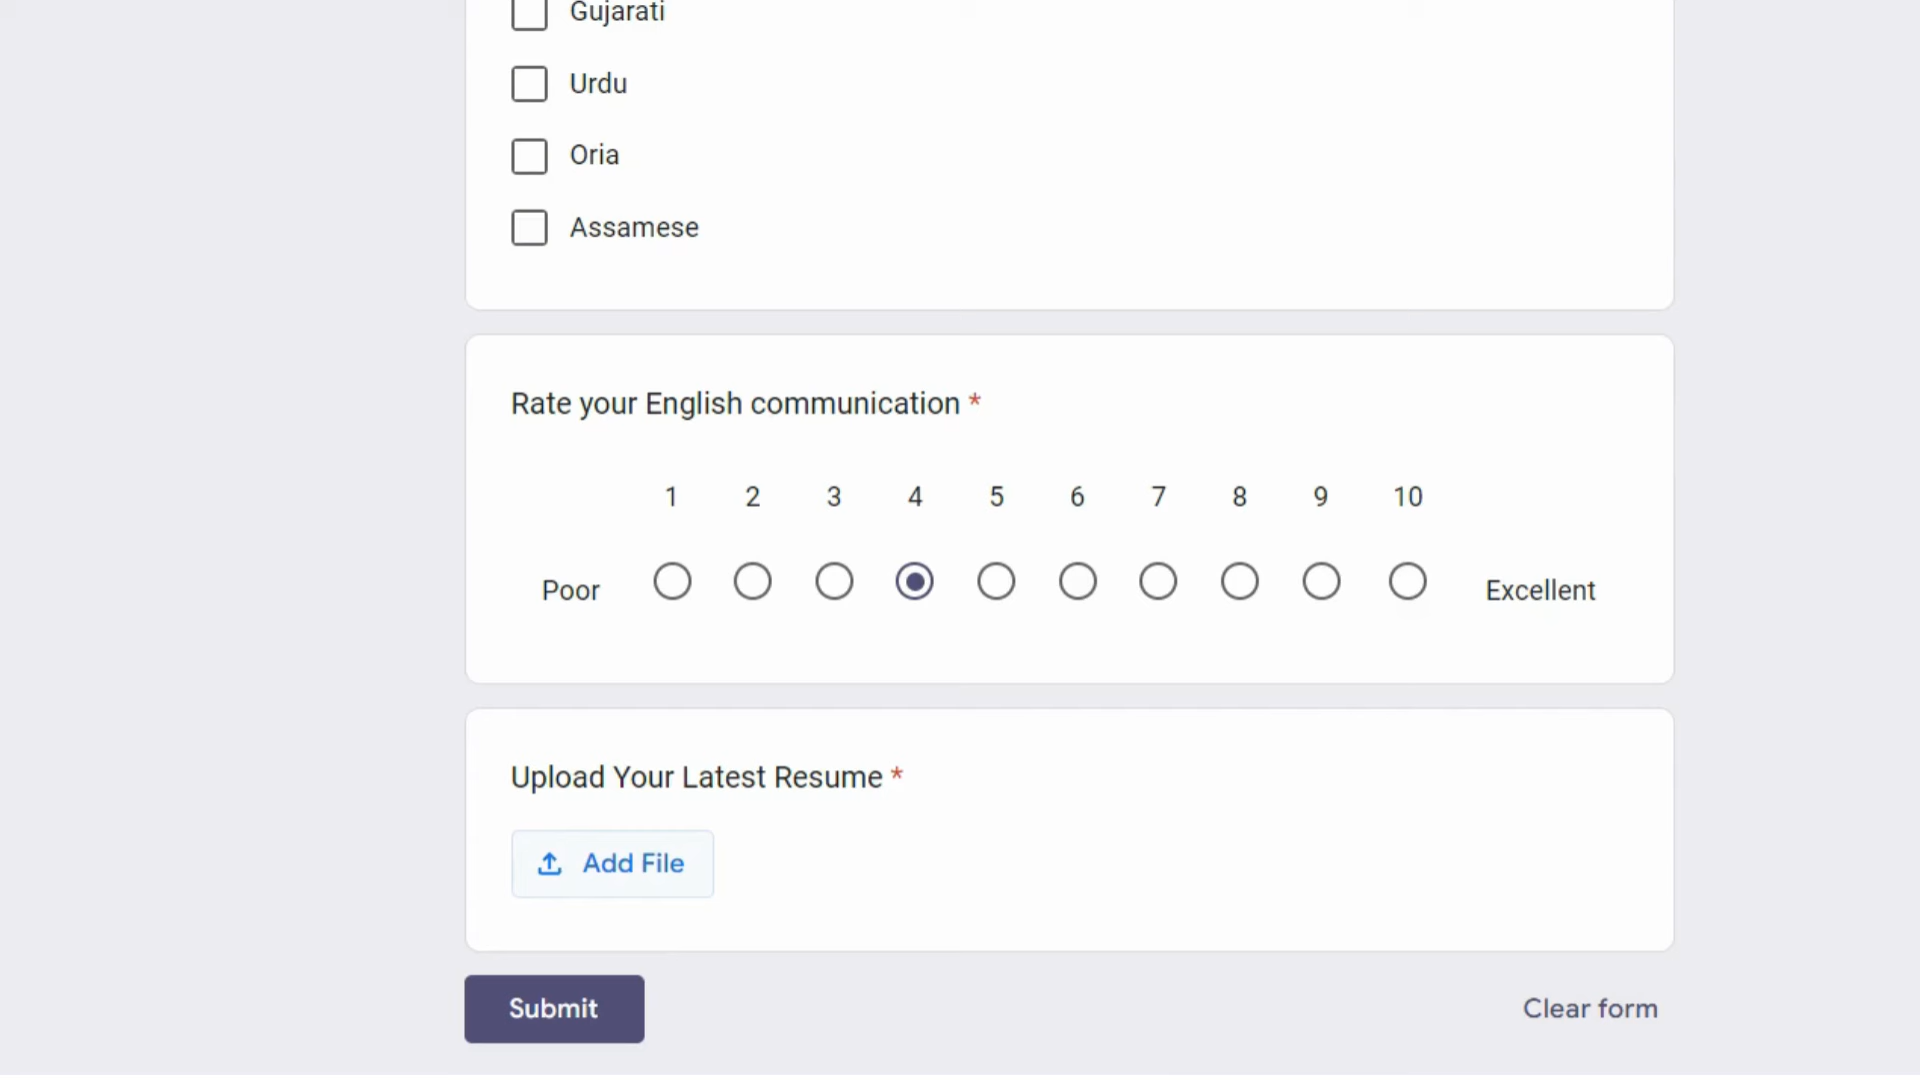 Gujarati
Urdu
Oria
Assamese
Rate your English communication *
1 2 3 4 5 6 7 8 9 10
Poor Excellent
Upload Your Latest Resume *
Add File
Submit Clear form